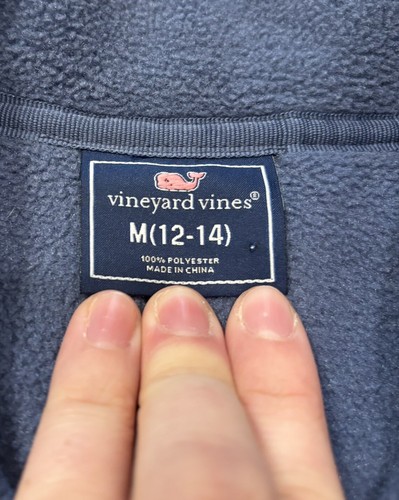 vineyard vines®
M(12-14)
100% POLYESTER
MADE IN CHINA